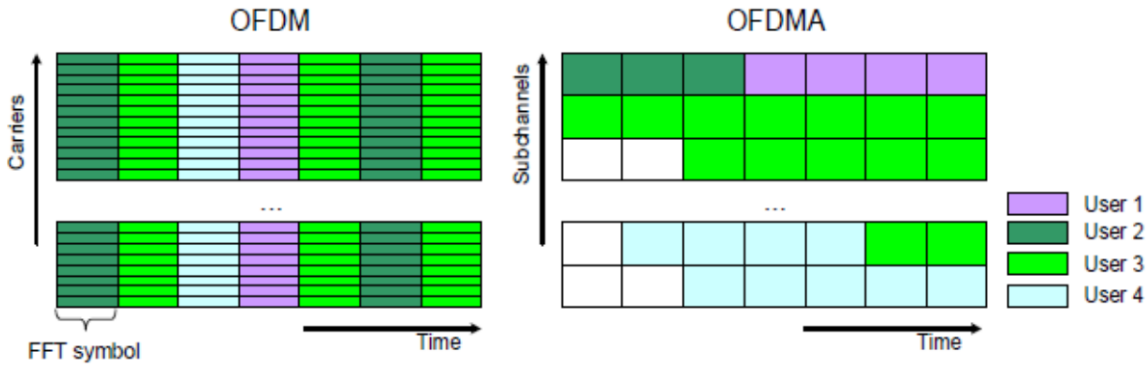 OFDM
OFDMA
Carriers
Subchannels
...
...
User 1
User 2
User 3
User 4
FFT symbol
Time
Time